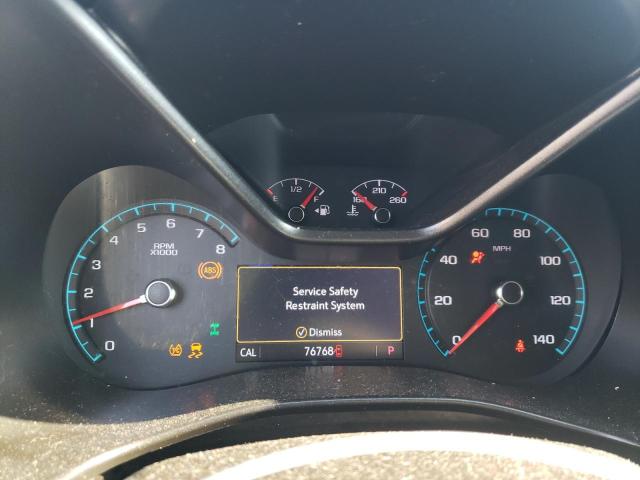 E 1/2 F
160 210 260
0 1 2 3 4 5 6 7 8
RPM
X1000
ABS
Service Safety
Restraint System
Dismiss
CAL 76768 P
0 40 60 80 100 120 140
MPH